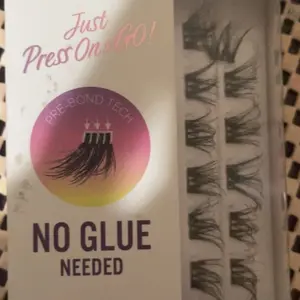 Just
Press On & GO!
PRE-BOND TECH
NO GLUE
NEEDED